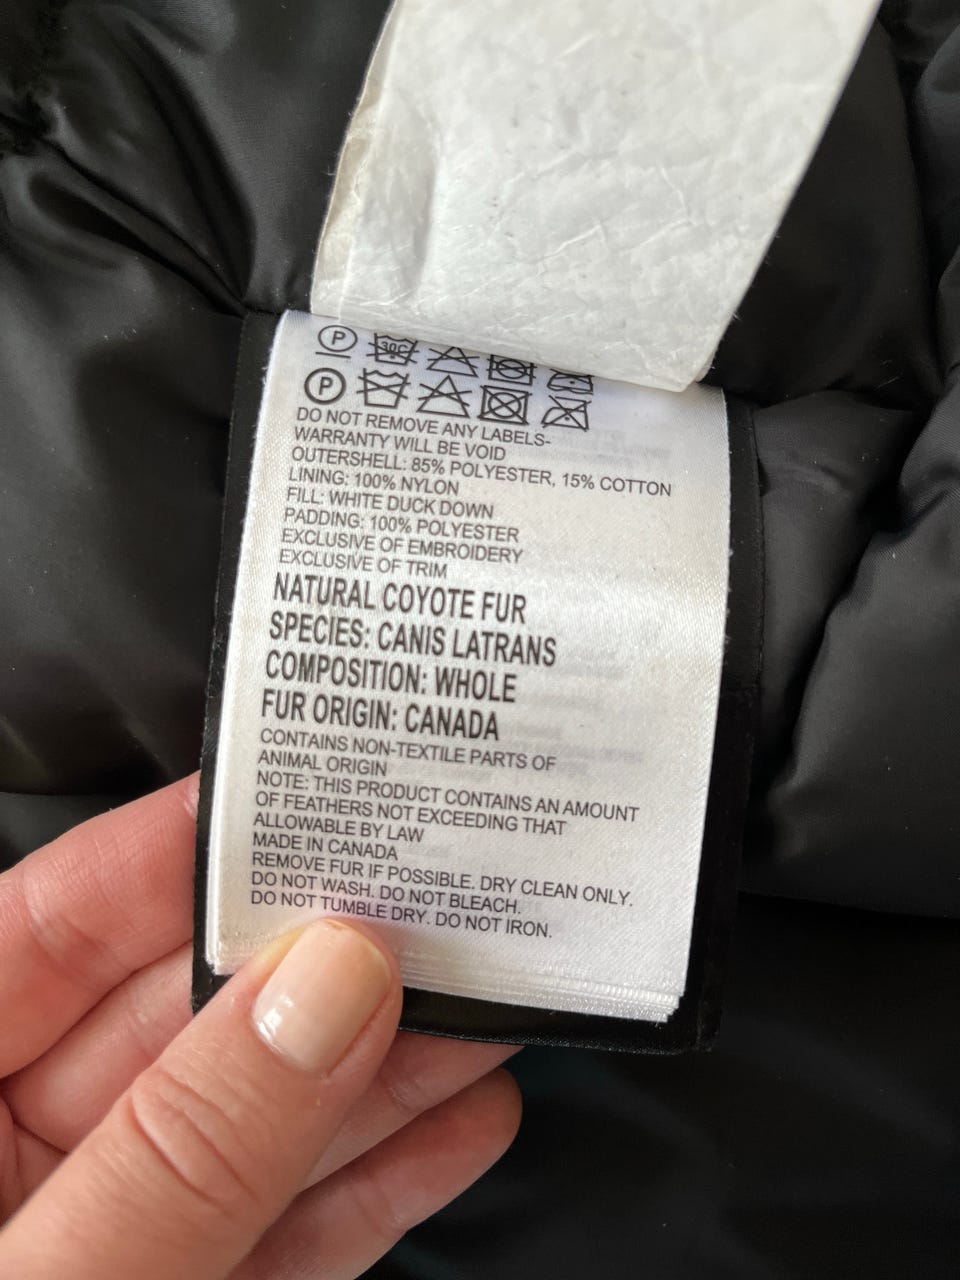 P 30C
P
DO NOT REMOVE ANY LABELS-
WARRANTY WILL BE VOID
OUTERSHELL: 85% POLYESTER, 15% COTTON
LINING: 100% NYLON
FILL: WHITE DUCK DOWN
PADDING: 100% POLYESTER
EXCLUSIVE OF EMBROIDERY
EXCLUSIVE OF TRIM
NATURAL COYOTE FUR
SPECIES: CANIS LATRANS
COMPOSITION: WHOLE
FUR ORIGIN: CANADA
CONTAINS NON-TEXTILE PARTS OF
ANIMAL ORIGIN
NOTE: THIS PRODUCT CONTAINS AN AMOUNT
OF FEATHERS NOT EXCEEDING THAT
ALLOWABLE BY LAW
MADE IN CANADA
REMOVE FUR IF POSSIBLE. DRY CLEAN ONLY.
DO NOT WASH. DO NOT BLEACH.
DO NOT TUMBLE DRY. DO NOT IRON.